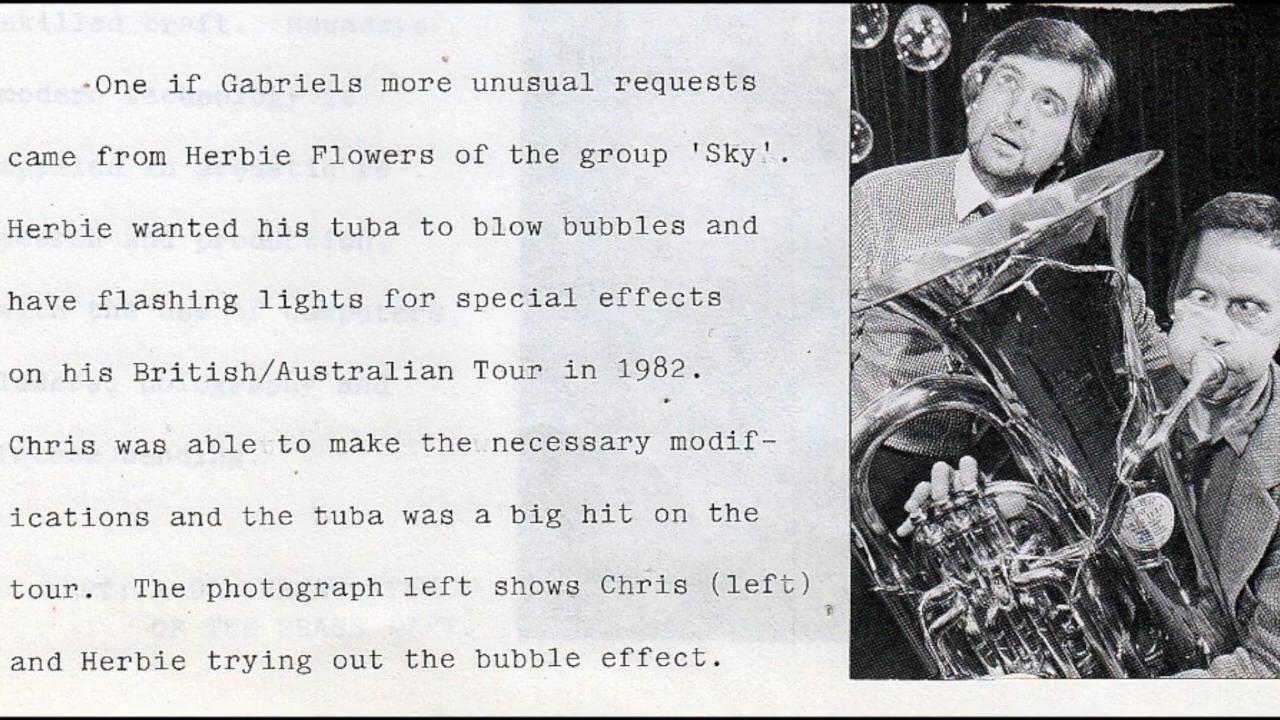 One if Gabriels more unusual requests
came from Herbie Flowers of the group 'Sky'.
Herbie wanted his tuba to blow bubbles and
have flashing lights for special effects
on his British/Australian Tour in 1982.
Chris was able to make the necessary modif-
ications and the tuba was a big hit on the
tour. The photograph left shows Chris (left)
and Herbie trying out the bubble effect.